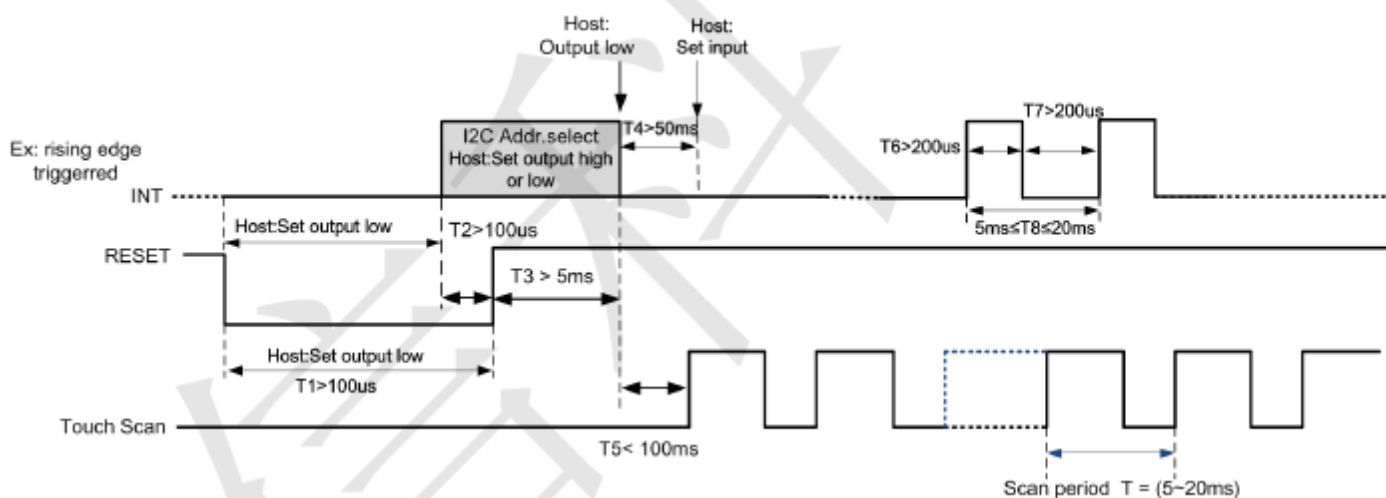 Host:
Output low
Host:
Set input
Ex: rising edge
triggerred
INT
I2C Addr.select
Host:Set output high
or low
T4>50ms
T6>200us
T7>200us
5ms≤T8≤20ms
Host:Set output low
T2>100us
RESET
T3 > 5ms
Host:Set output low
T1>100us
Touch Scan
T5< 100ms
Scan period T = (5~20ms)